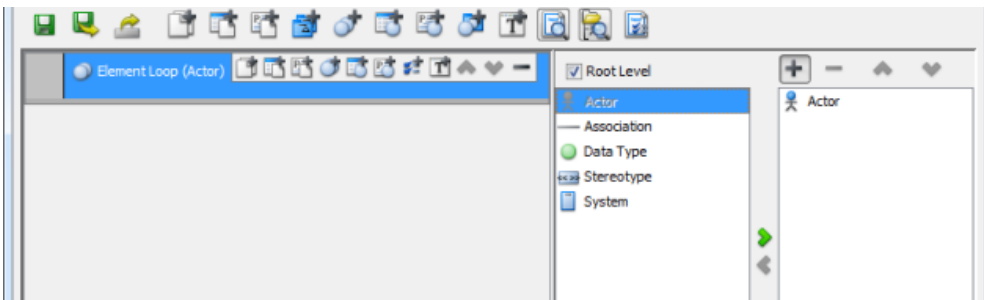 Element Loop (Actor)
Root Level
Actor
Association
Data Type
Stereotype
System
Actor